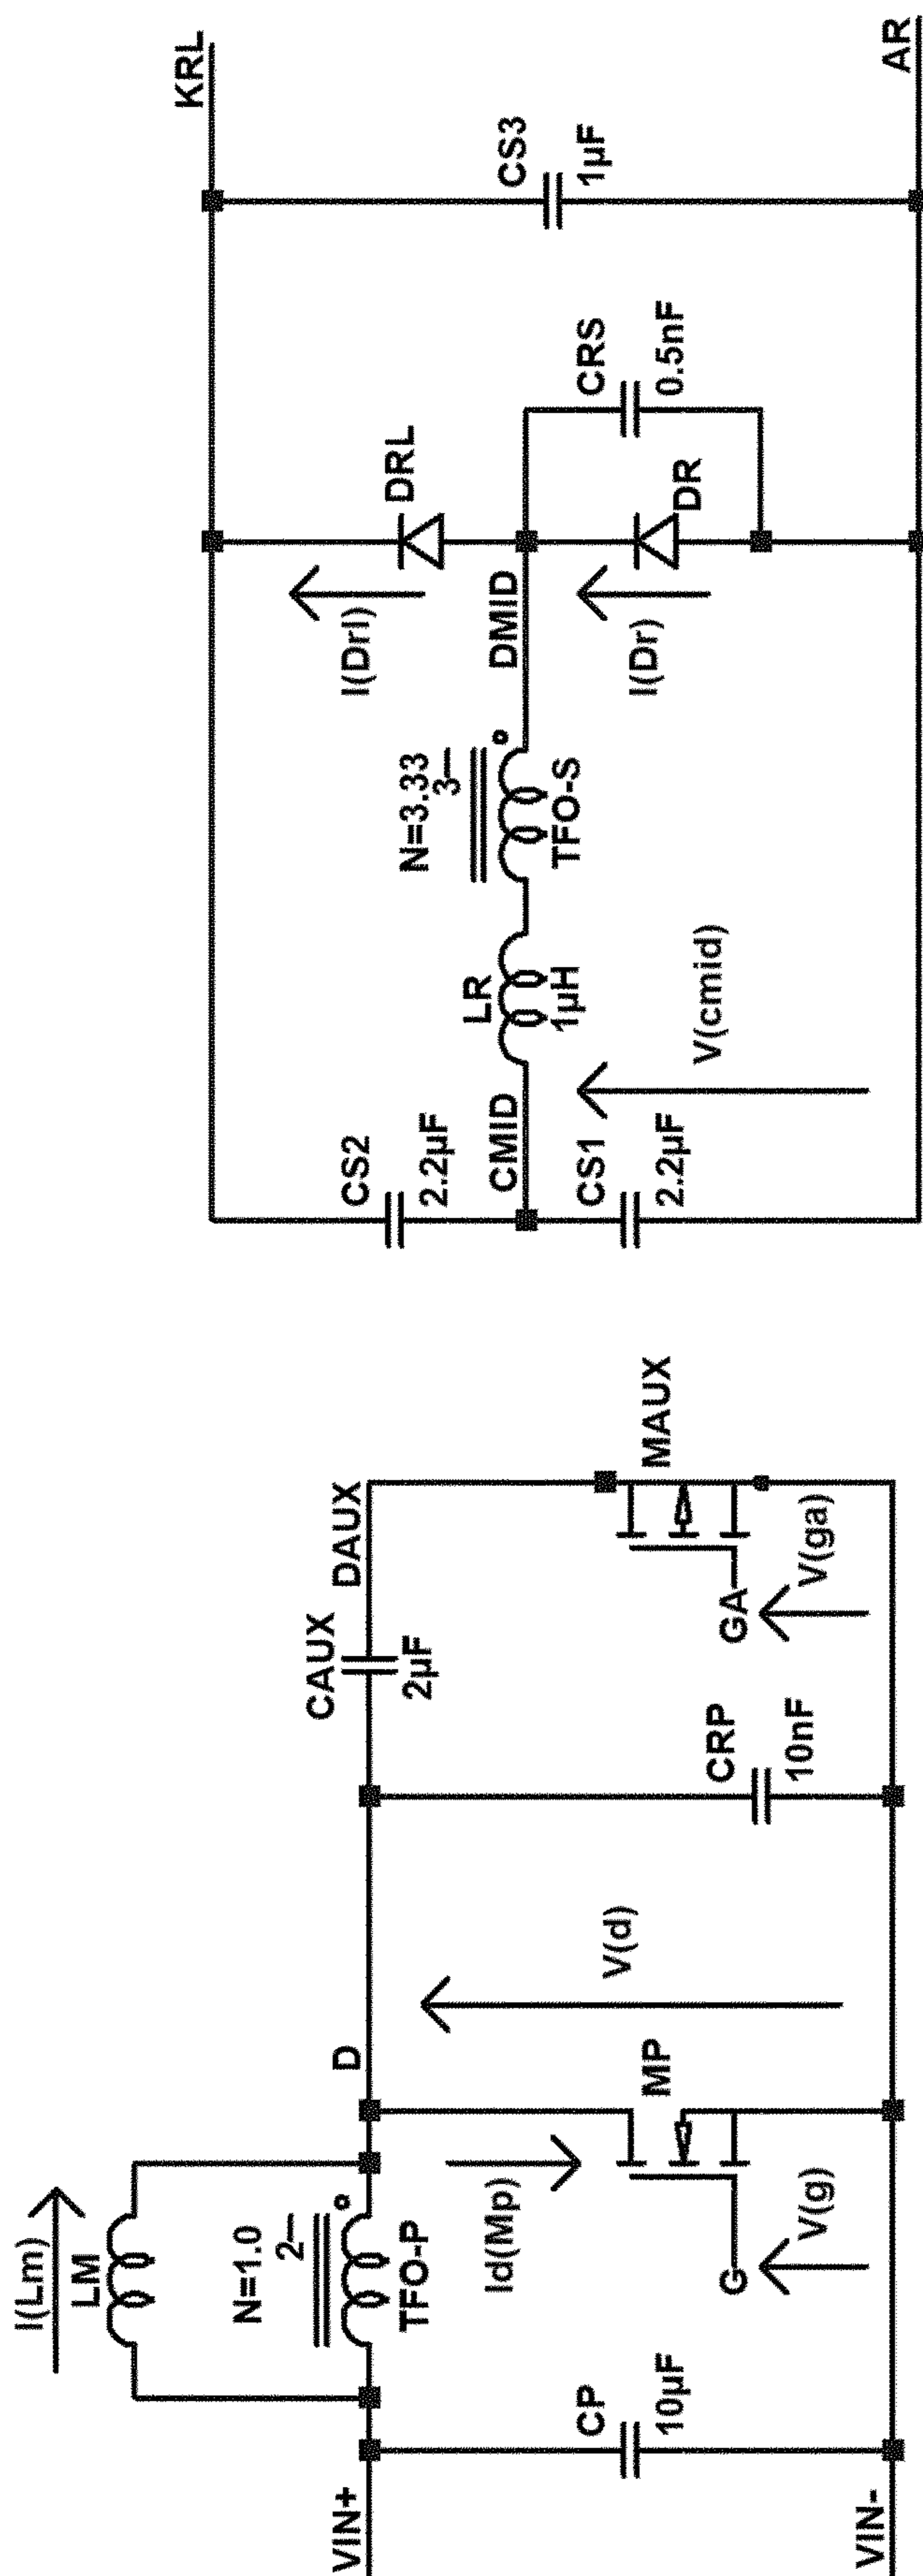 I(Lm)
LM
N=1.0
2
TFO-P
VIN+
CP
10µF
VIN-
D
Id(Mp)
MP
G
V(g)
V(d)
CAUX
2µF
DAUX
CRP
10nF
MAUX
GA
V(ga)
CS2
2.2µF
CMID
CS1
2.2µF
V(cmid)
LR
1µH
N=3.33
3
TFO-S
DMID
I(Drl)
DRL
I(Dr)
DR
CRS
0.5nF
CS3
1µF
KRL
AR